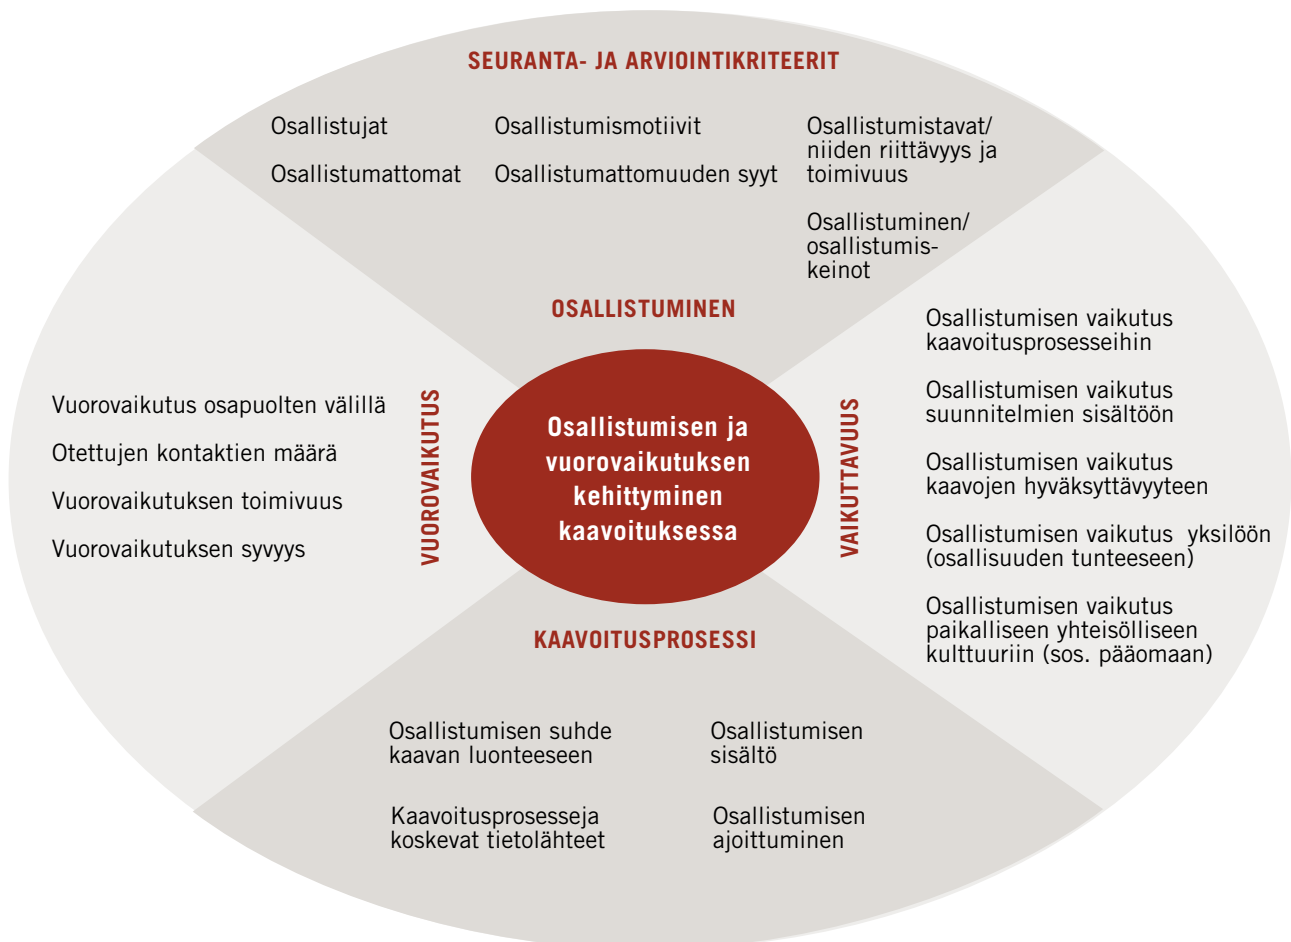 SEURANTA- JA ARVIOINTIKRITEERIT
Osallistujat
Osallistumattomat
Osallistumismotiivit
Osallistumattomuuden syyt
Osallistumistavat/
niiden riittävyys ja
toimivuus
Osallistuminen/
osallistumis-
keinot
OSALLISTUMINEN
Vuorovaikutus osapuolten välillä
Otettujen kontaktien määrä
Vuorovaikutuksen toimivuus
Vuorovaikutuksen syvyys
VUOROVAIKUTUS
Osallistumisen ja
vuorovaikutuksen
kehittyminen
kaavoituksessa
VAIKUTTAVUUS
Osallistumisen vaikutus
kaavoitusprosesseihin
Osallistumisen vaikutus
suunnitelmien sisältöön
Osallistumisen vaikutus
kaavojen hyväksyttävyyteen
Osallistumisen vaikutus yksilöön
(osallisuuden tunteeseen)
Osallistumisen vaikutus
paikalliseen yhteisölliseen
kulttuuriin (sos. pääomaan)
KAAVOITUSPROSESSI
Osallistumisen suhde
kaavan luonteeseen
Osallistumisen
sisältö
Kaavoitusprosesseja
koskevat tietolähteet
Osallistumisen
ajoittuminen